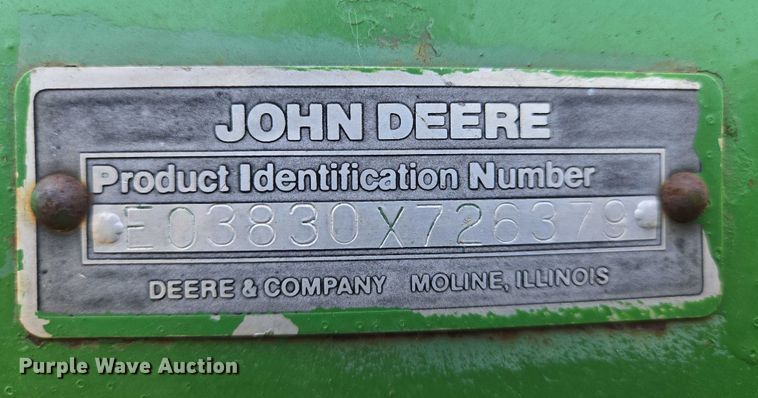 JOHN DEERE
Product Identification Number
E03830X726379
DEERE & COMPANY MOLINE, ILLINOIS
Purple Wave Auction